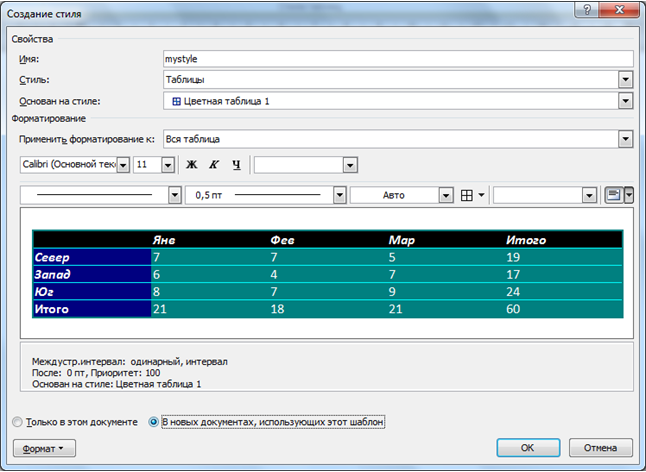 Создание стиля
Свойства
Имя: mystyle
Стиль: Таблицы
Основан на стиле: Цветная таблица 1
Форматирование
Применить форматирование к: Вся таблица
Calibri (Основной тек 11 Ж К Ч
0,5 пт Авто
Янв Фев Мар Итого
Север 7 7 5 19
Запад 6 4 7 17
Юг 8 7 9 24
Итого 21 18 21 60
Междустр.интервал: одинарный, интервал
После: 0 пт, Приоритет: 100
Основан на стиле: Цветная таблица 1
Только в этом документе В новых документах, использующих этот шаблон
Формат ОК Отмена